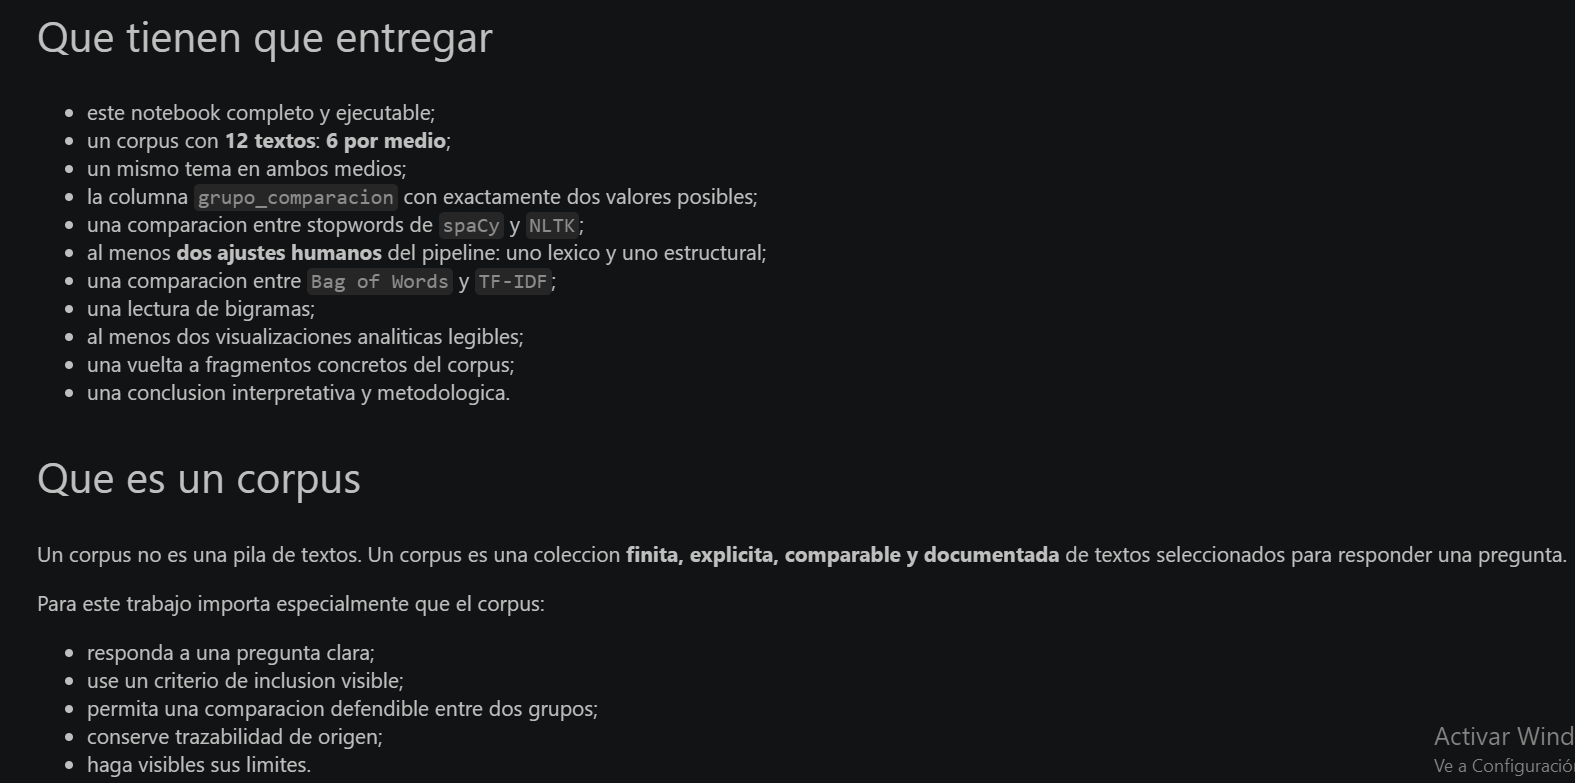 Que tienen que entregar
este notebook completo y ejecutable;
un corpus con 12 textos: 6 por medio;
un mismo tema en ambos medios;
la columna grupo_comparacion con exactamente dos valores posibles;
una comparacion entre stopwords de spaCy y NLTK;
al menos dos ajustes humanos del pipeline: uno lexico y uno estructural;
una comparacion entre Bag of Words y TF-IDF;
una lectura de bigramas;
al menos dos visualizaciones analiticas legibles;
una vuelta a fragmentos concretos del corpus;
una conclusion interpretativa y metodologica.
Que es un corpus
Un corpus no es una pila de textos. Un corpus es una coleccion finita, explicita, comparable y documentada de textos seleccionados para responder una pregunta.
Para este trabajo importa especialmente que el corpus:
responda a una pregunta clara;
use un criterio de inclusion visible;
permita una comparacion defendible entre dos grupos;
conserve trazabilidad de origen;
haga visibles sus limites.
Activar Wind
Ve a Configuració